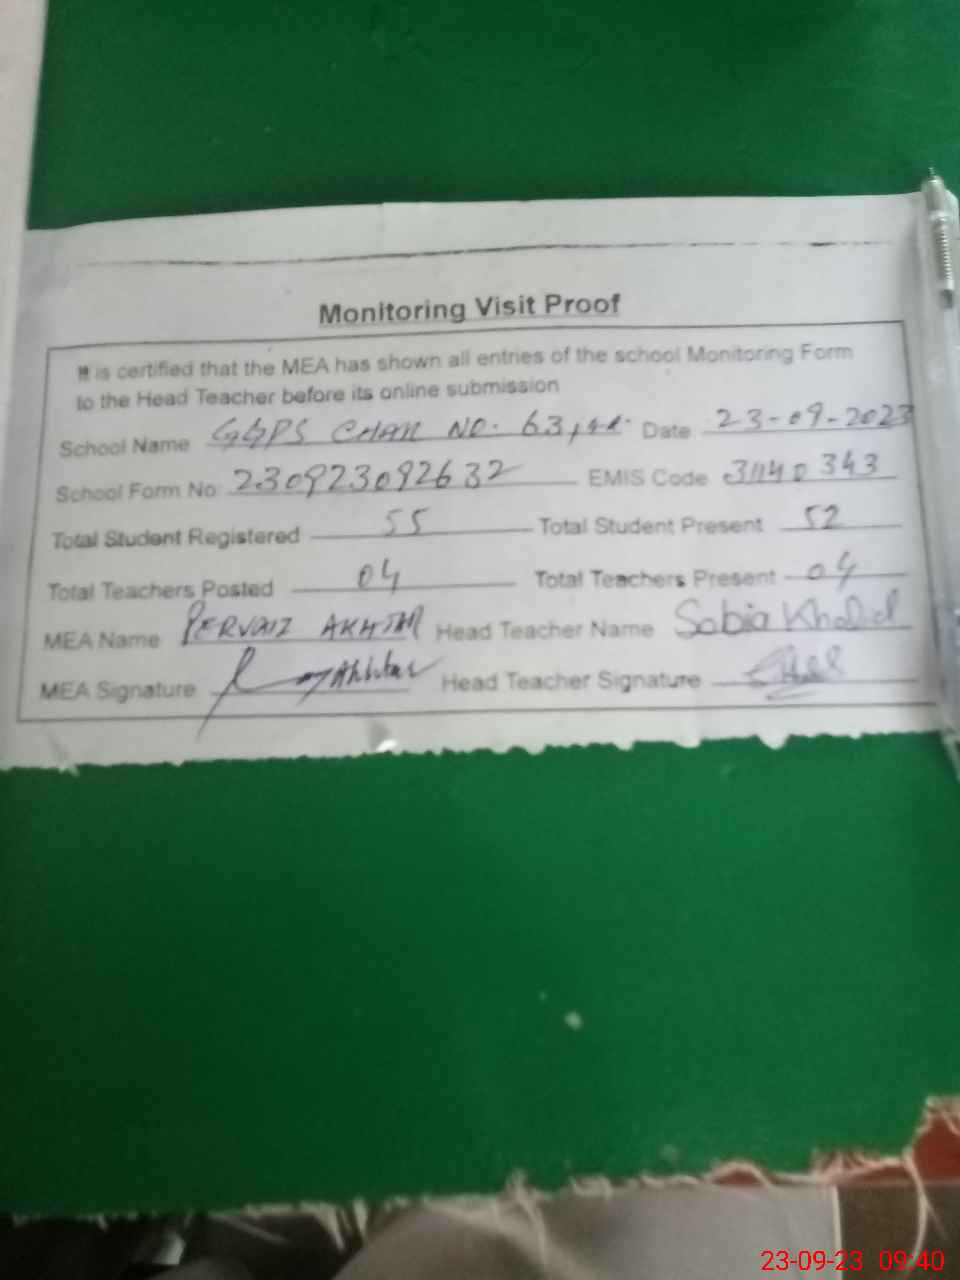 Monitoring Visit Proof
It is certified that the MEA has shown all entries of the school Monitoring Form
to the Head Teacher before its online submission
School Name GGPS CHAK NO. 63, Date 23-09-2023
School Form No 230923092632 EMIS Code 31140343
Total Student Registered 55 Total Student Present 52
Total Teachers Posted 04 Total Teachers Present 04
MEA Name PERVAIZ AKHTAR Head Teacher Name Sobia Khalid
MEA Signature Akhtar Head Teacher Signature
23-09-23 09:40